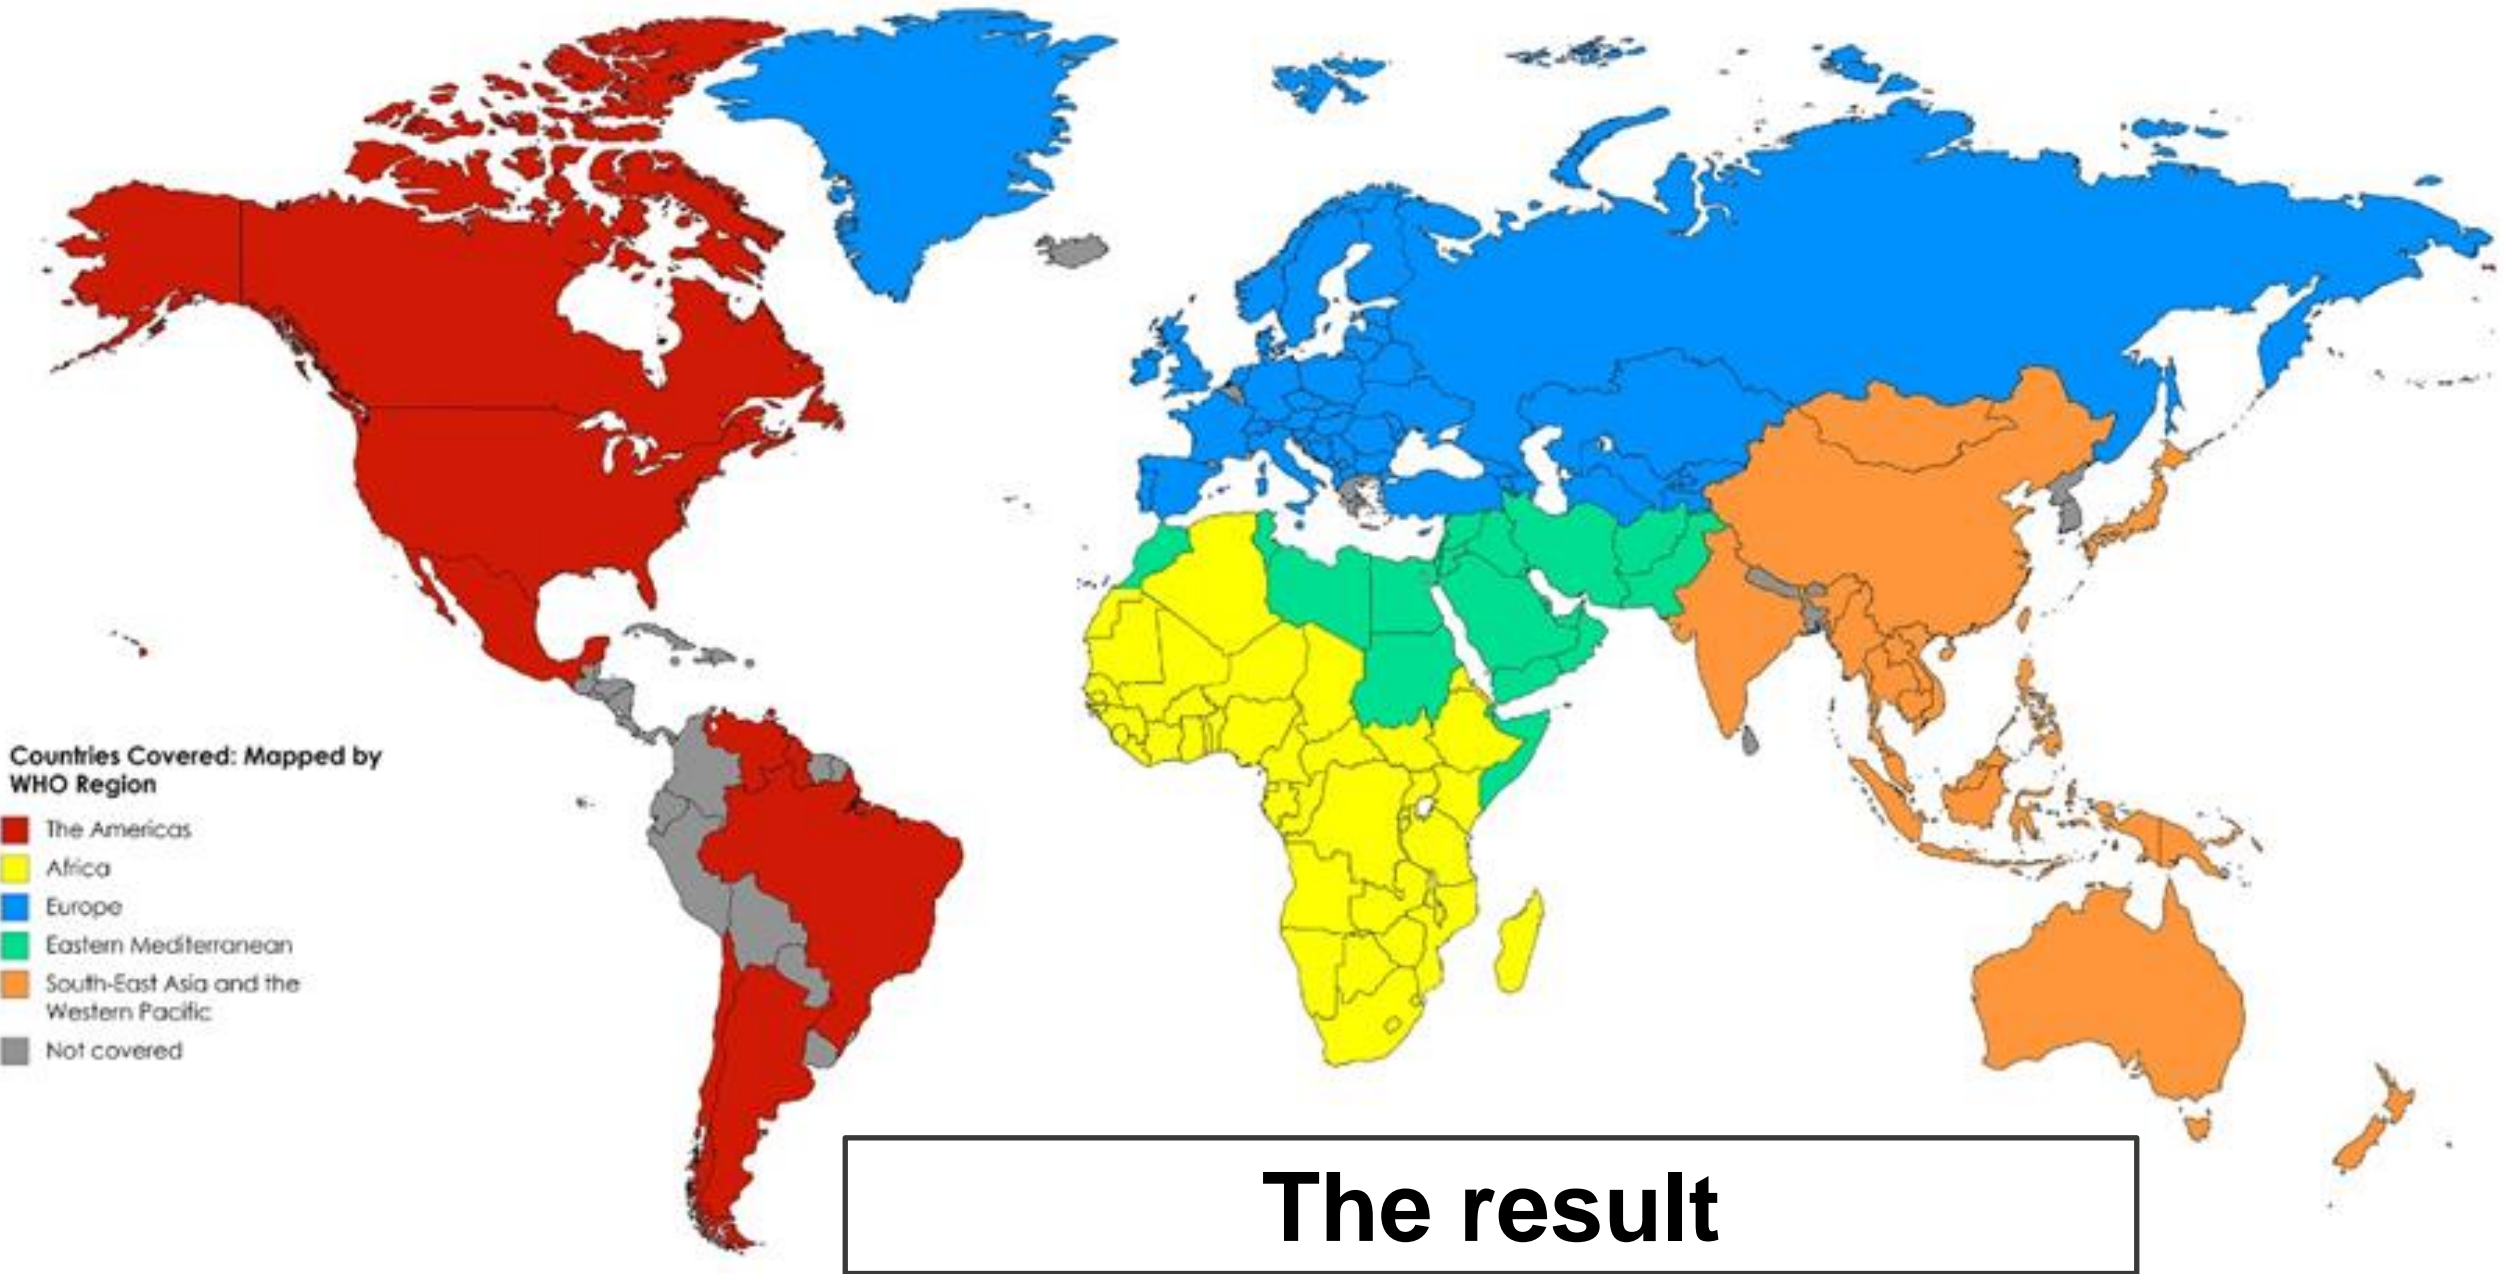 Countries Covered: Mapped by
WHO Region
The Americas
Africa
Europe
Eastern Mediterranean
South-East Asia and the
Western Pacific
Not covered
The result